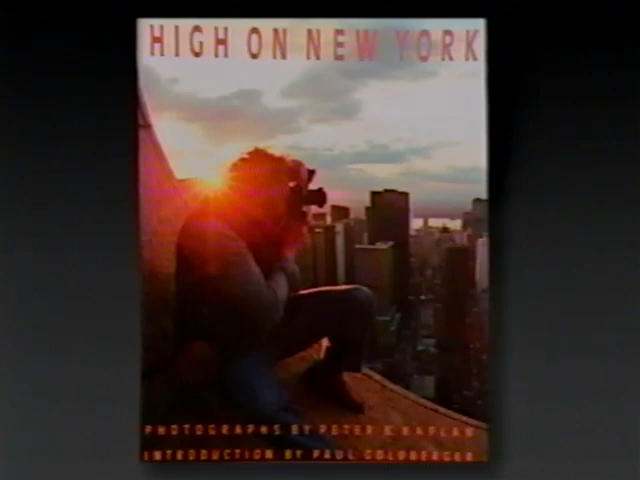 HIGH ON NEW YORK
PHOTOGRAPHS BY PETER B. KAPLAN
INTRODUCTION BY PAUL GOLDBERGER